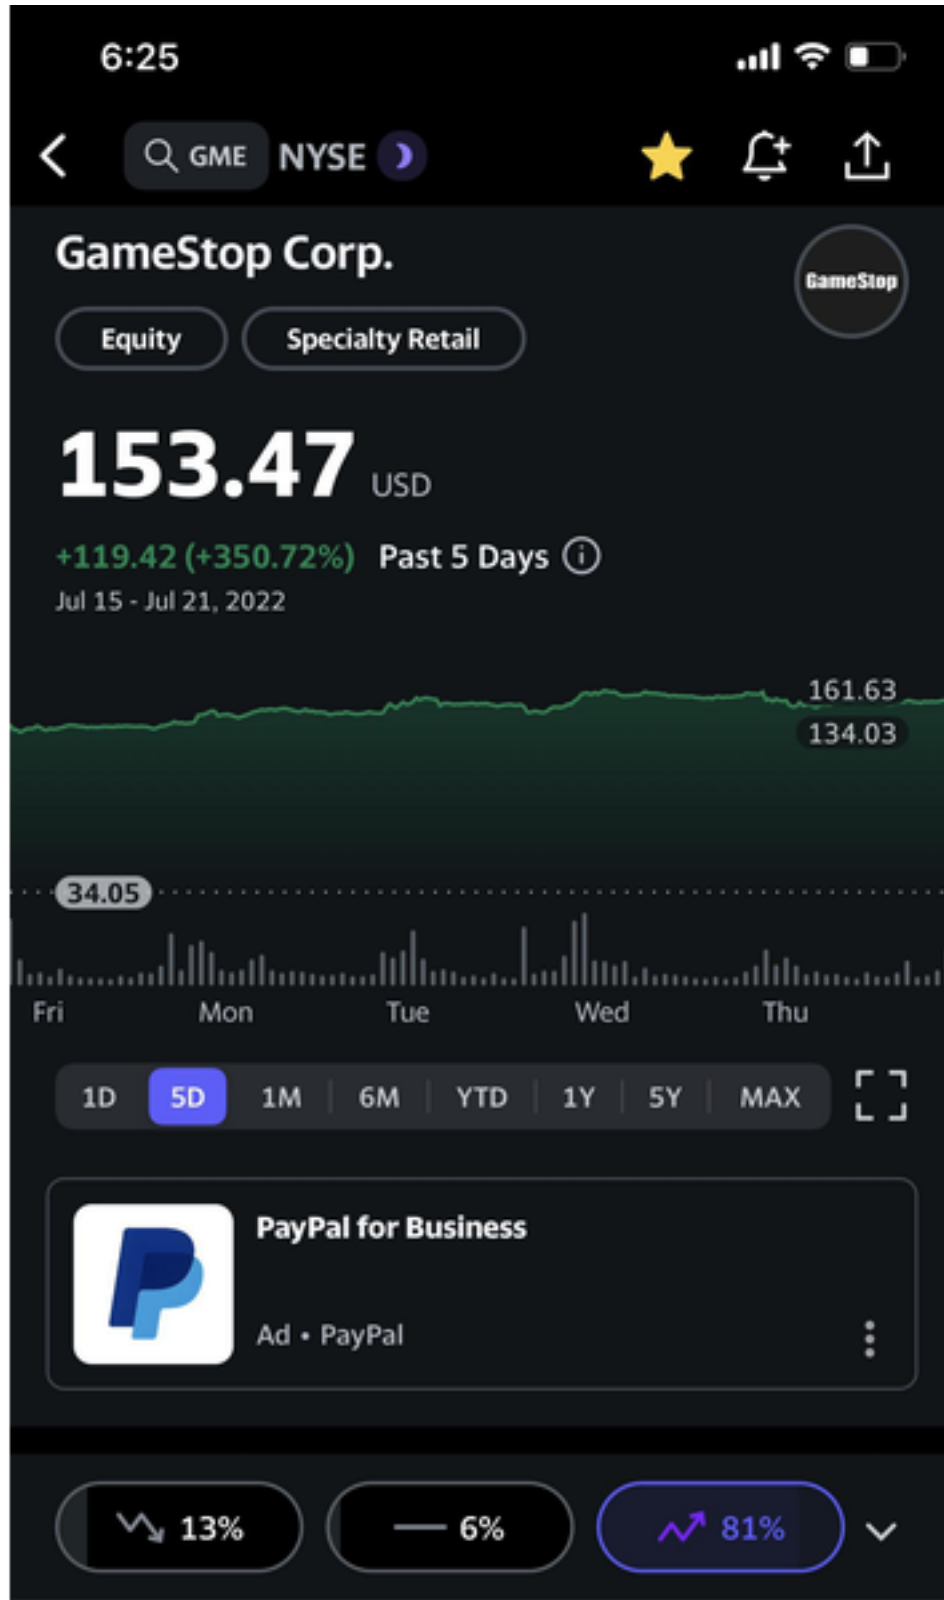 6:25
GME NYSE
GameStop Corp.
GameStop
Equity Specialty Retail
153.47 USD
+119.42 (+350.72%) Past 5 Days
Jul 15 - Jul 21, 2022
161.63
134.03
34.05
Fri Mon Tue Wed Thu
1D 5D 1M 6M YTD 1Y 5Y MAX
PayPal for Business
Ad • PayPal
13% 6% 81%